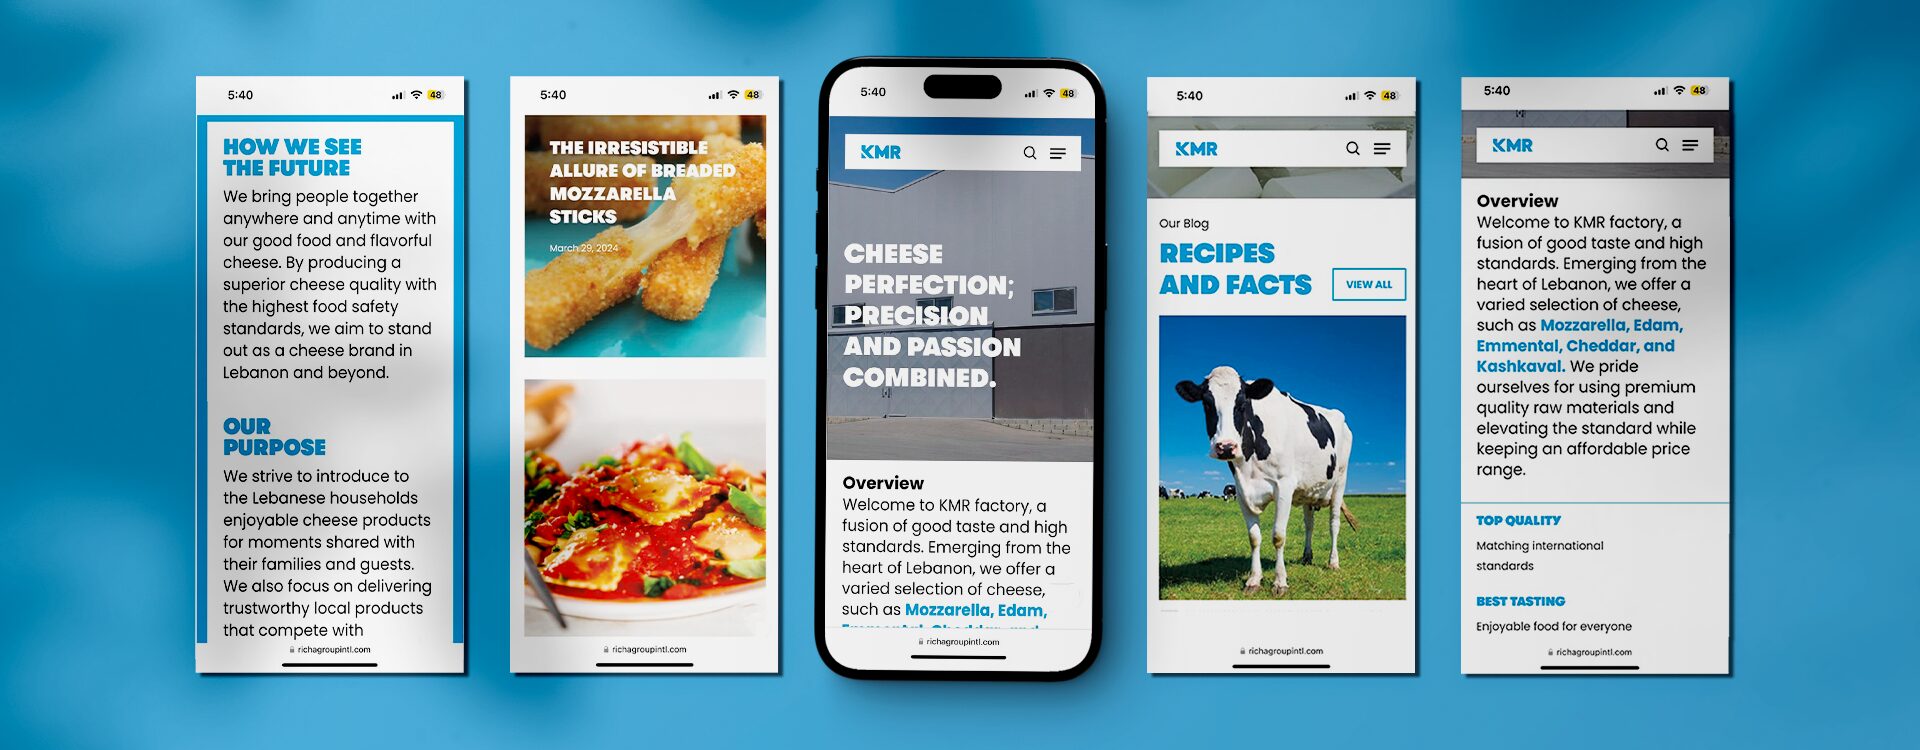 5:40
48
HOW WE SEE
THE FUTURE
We bring people together
anywhere and anytime with
our good food and flavorful
cheese. By producing a
superior cheese quality with
the highest food safety
standards, we aim to stand
out as a cheese brand in
Lebanon and beyond.
OUR
PURPOSE
We strive to introduce to
the Lebanese households
enjoyable cheese products
for moments shared with
their families and guests.
We also focus on delivering
trustworthy local products
that compete with
richagroupintl.com
5:40
48
THE IRRESISTIBLE
ALLURE OF BREADED
MOZZARELLA
STICKS
March 29, 2024
richagroupintl.com
5:40
48
KMR
CHEESE
PERFECTION;
PRECISION
AND PASSION
COMBINED.
Overview
Welcome to KMR factory, a
fusion of good taste and high
standards. Emerging from the
heart of Lebanon, we offer a
varied selection of cheese,
such as Mozzarella, Edam,
Emmental, Cheddar, and
richagroupintl.com
5:40
48
KMR
Our Blog
RECIPES
AND FACTS
VIEW ALL
richagroupintl.com
5:40
48
KMR
Overview
Welcome to KMR factory, a
fusion of good taste and high
standards. Emerging from the
heart of Lebanon, we offer a
varied selection of cheese,
such as Mozzarella, Edam,
Emmental, Cheddar, and
Kashkaval. We pride
ourselves for using premium
quality raw materials and
elevating the standard while
keeping an affordable price
range.
TOP QUALITY
Matching international
standards
BEST TASTING
Enjoyable food for everyone
richagroupintl.com